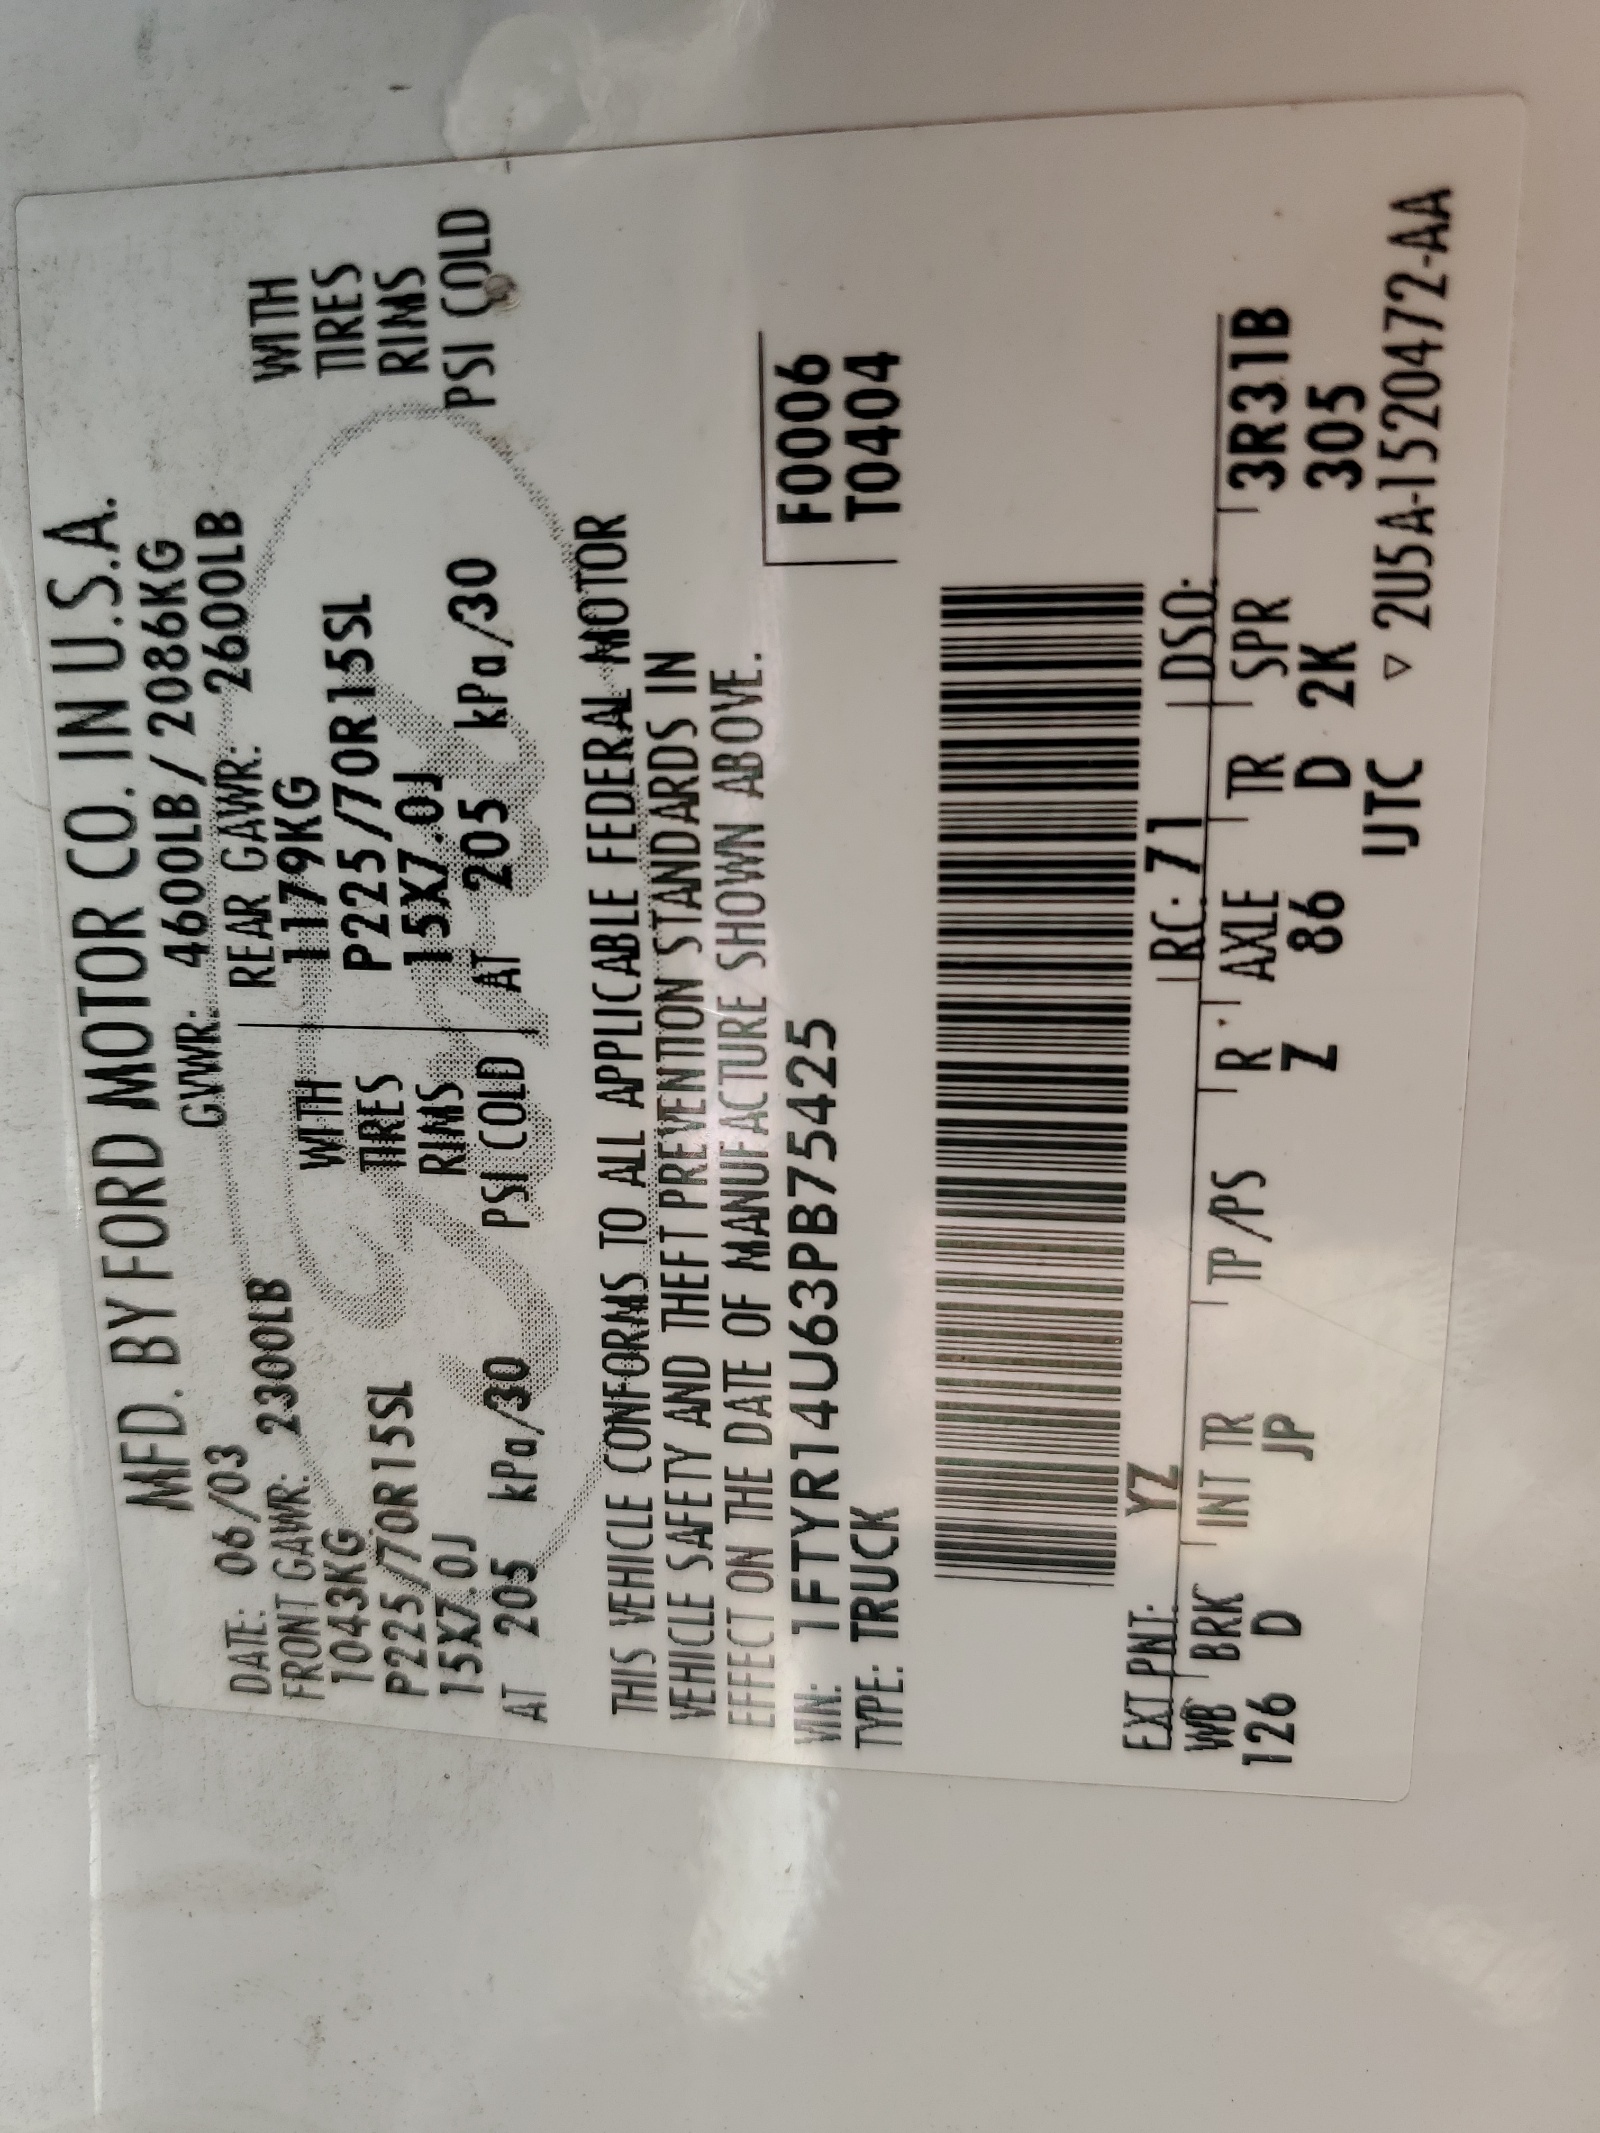 MFD. BY FORD MOTOR CO. IN U.S.A.
DATE: 06/03 GVWR: 4600LB/2086KG
FRONT GAWR: 2300LB REAR GAWR: 2600LB
1043KG WITH 1179KG WITH
P225/70R15SL TIRES P225/70R15SL TIRES
15X7.0J RIMS 15X7.0J RIMS
AT 205 kPa/30 PSI COLD AT 205 kPa/30 PSI COLD
THIS VEHICLE CONFORMS TO ALL APPLICABLE FEDERAL MOTOR
VEHICLE SAFETY AND THEFT PREVENTION STANDARDS IN
EFFECT ON THE DATE OF MANUFACTURE SHOWN ABOVE.
VIN: 1FTYR14U63PB75425 F0006
TYPE: TRUCK T0404
EXT PNT: YZ RC: 71 DSO:
WB BRK INT TR TP/PS R AXLE TR SPR 3R31B
126 D JP Z 86 D 2K 305
UTC ▽ 2U5A-1520472-AA